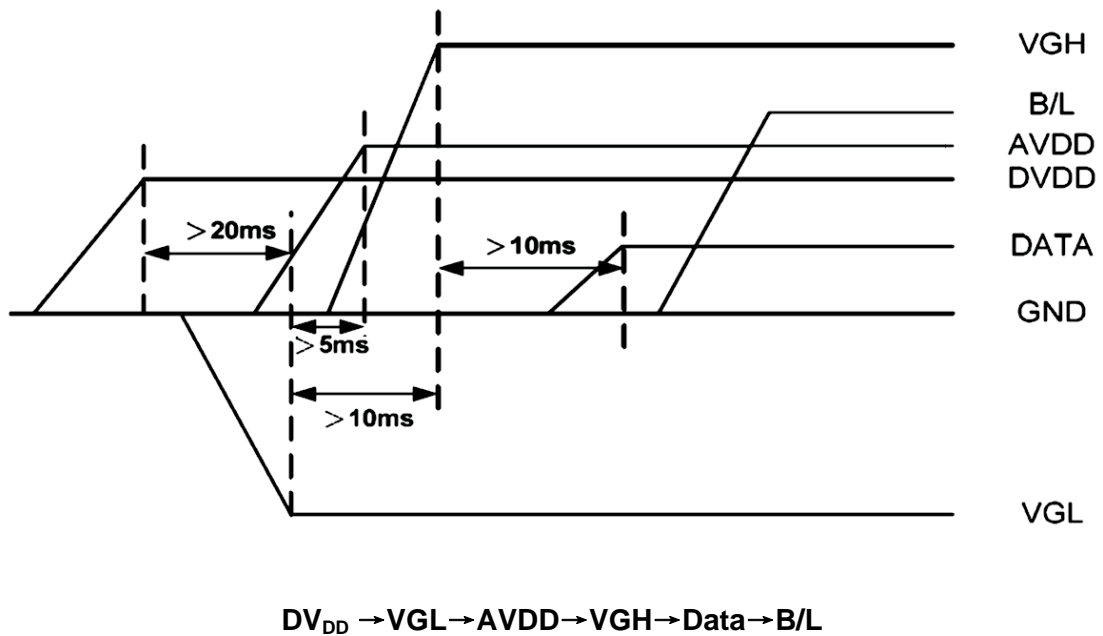 VGH
B/L
AVDD
DVDD
>20ms
>10ms
DATA
GND
>5ms
>10ms
VGL
DVDD →VGL→AVDD→VGH→Data→B/L